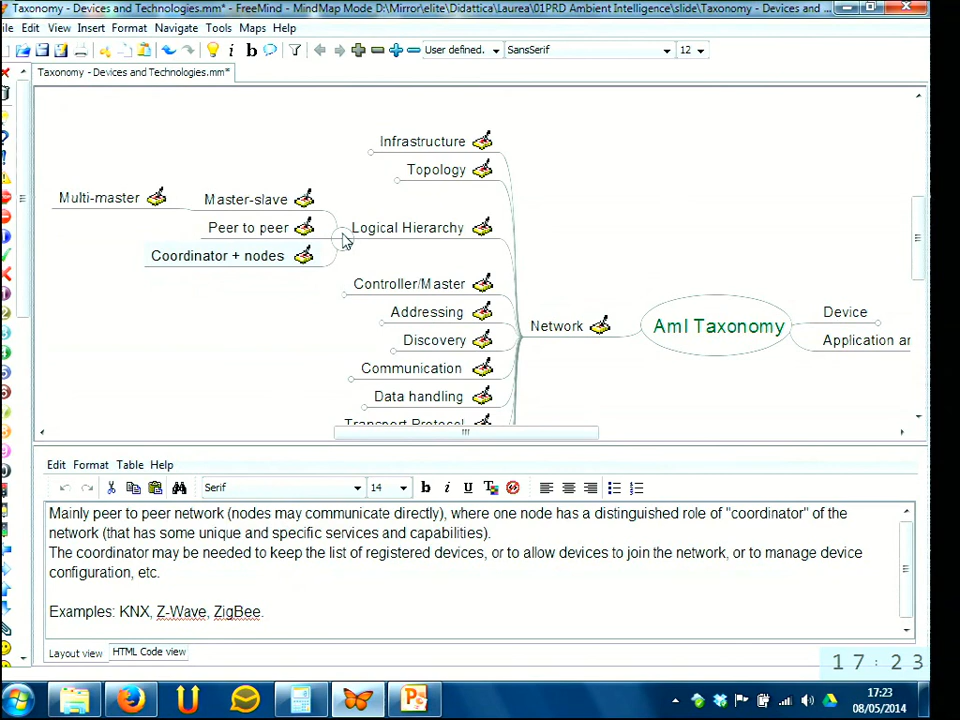 Taxonomy - Devices and Technologies.mm* - FreeMind - MindMap Mode D:\Mirror\elite\Didattica\Laurea\01PRD Ambient Intelligence\slide\Taxonomy - Devices and ...
ile Edit View Insert Format Navigate Tools Maps Help
User defined. SansSerif 12
Taxonomy - Devices and Technologies.mm*
Infrastructure
Topology
Multi-master Master-slave
Peer to peer Logical Hierarchy
Coordinator + nodes
Controller/Master
Addressing Device
Network AmI Taxonomy
Discovery Application ar
Communication
Data handling
Transport Protocol
Edit Format Table Help
Serif 14
Mainly peer to peer network (nodes may communicate directly), where one node has a distinguished role of "coordinator" of the
network (that has some unique and specific services and capabilities).
The coordinator may be needed to keep the list of registered devices, or to allow devices to join the network, or to manage device
configuration, etc.
Examples: KNX, Z-Wave, ZigBee.
Layout view HTML Code view
17:23
17:23
08/05/2014